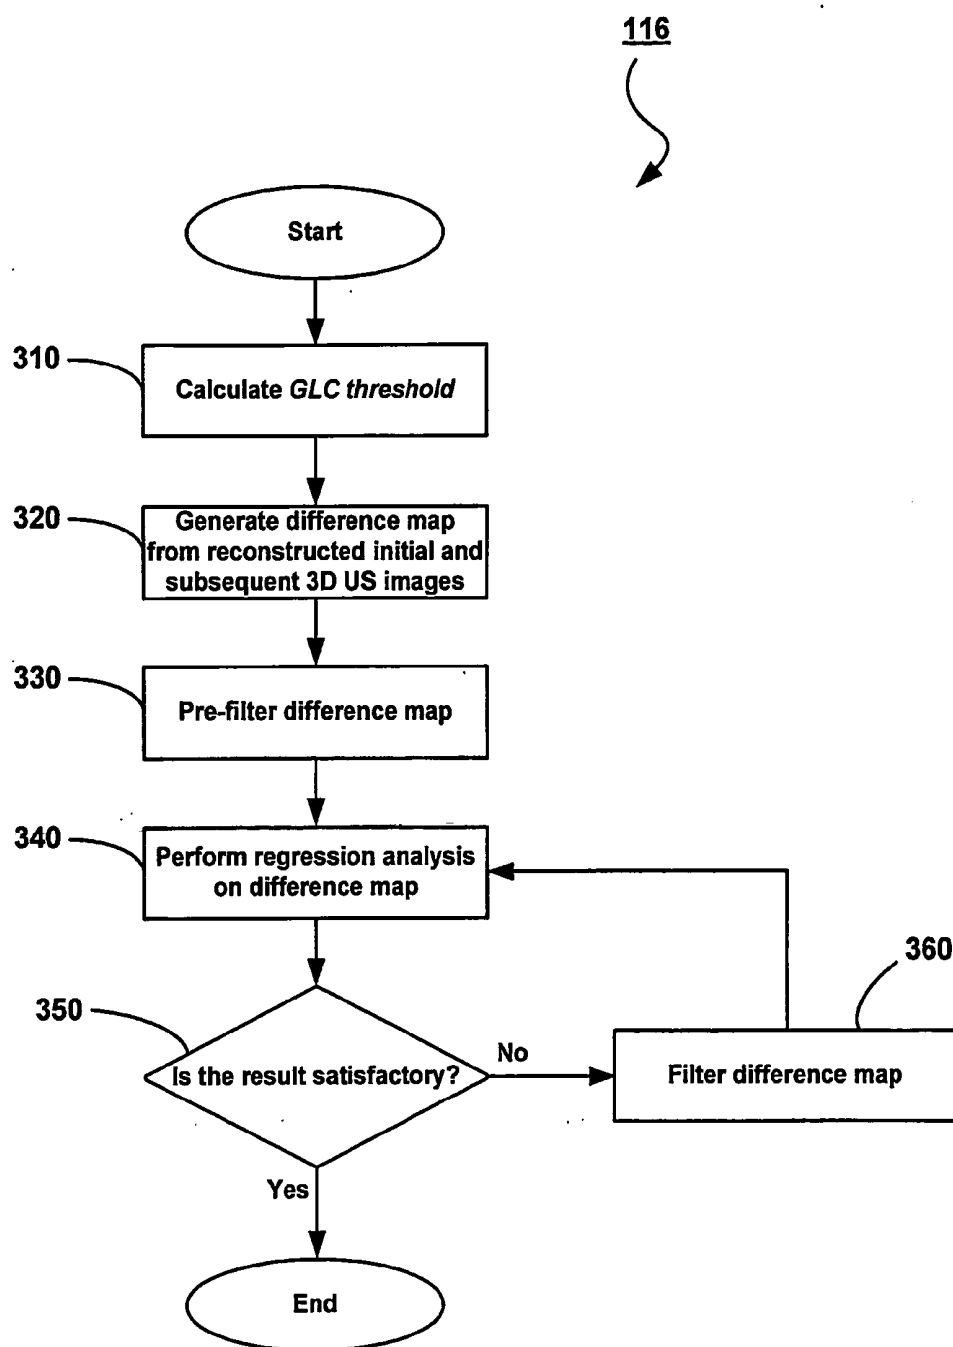 116
Start
310
Calculate GLC threshold
320
Generate difference map
from reconstructed initial and
subsequent 3D US images
330
Pre-filter difference map
340
Perform regression analysis
on difference map
350
Is the result satisfactory?
No
360
Filter difference map
Yes
End